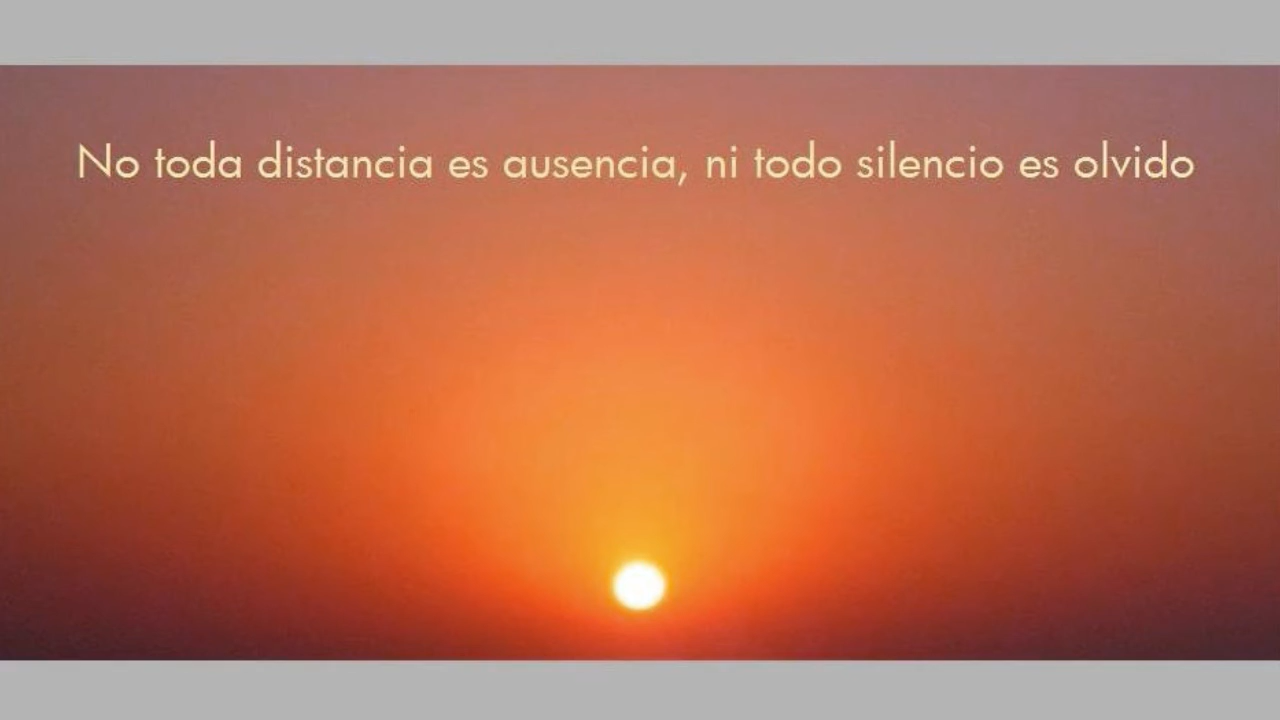 No toda distancia es ausencia, ni todo silencio es olvido